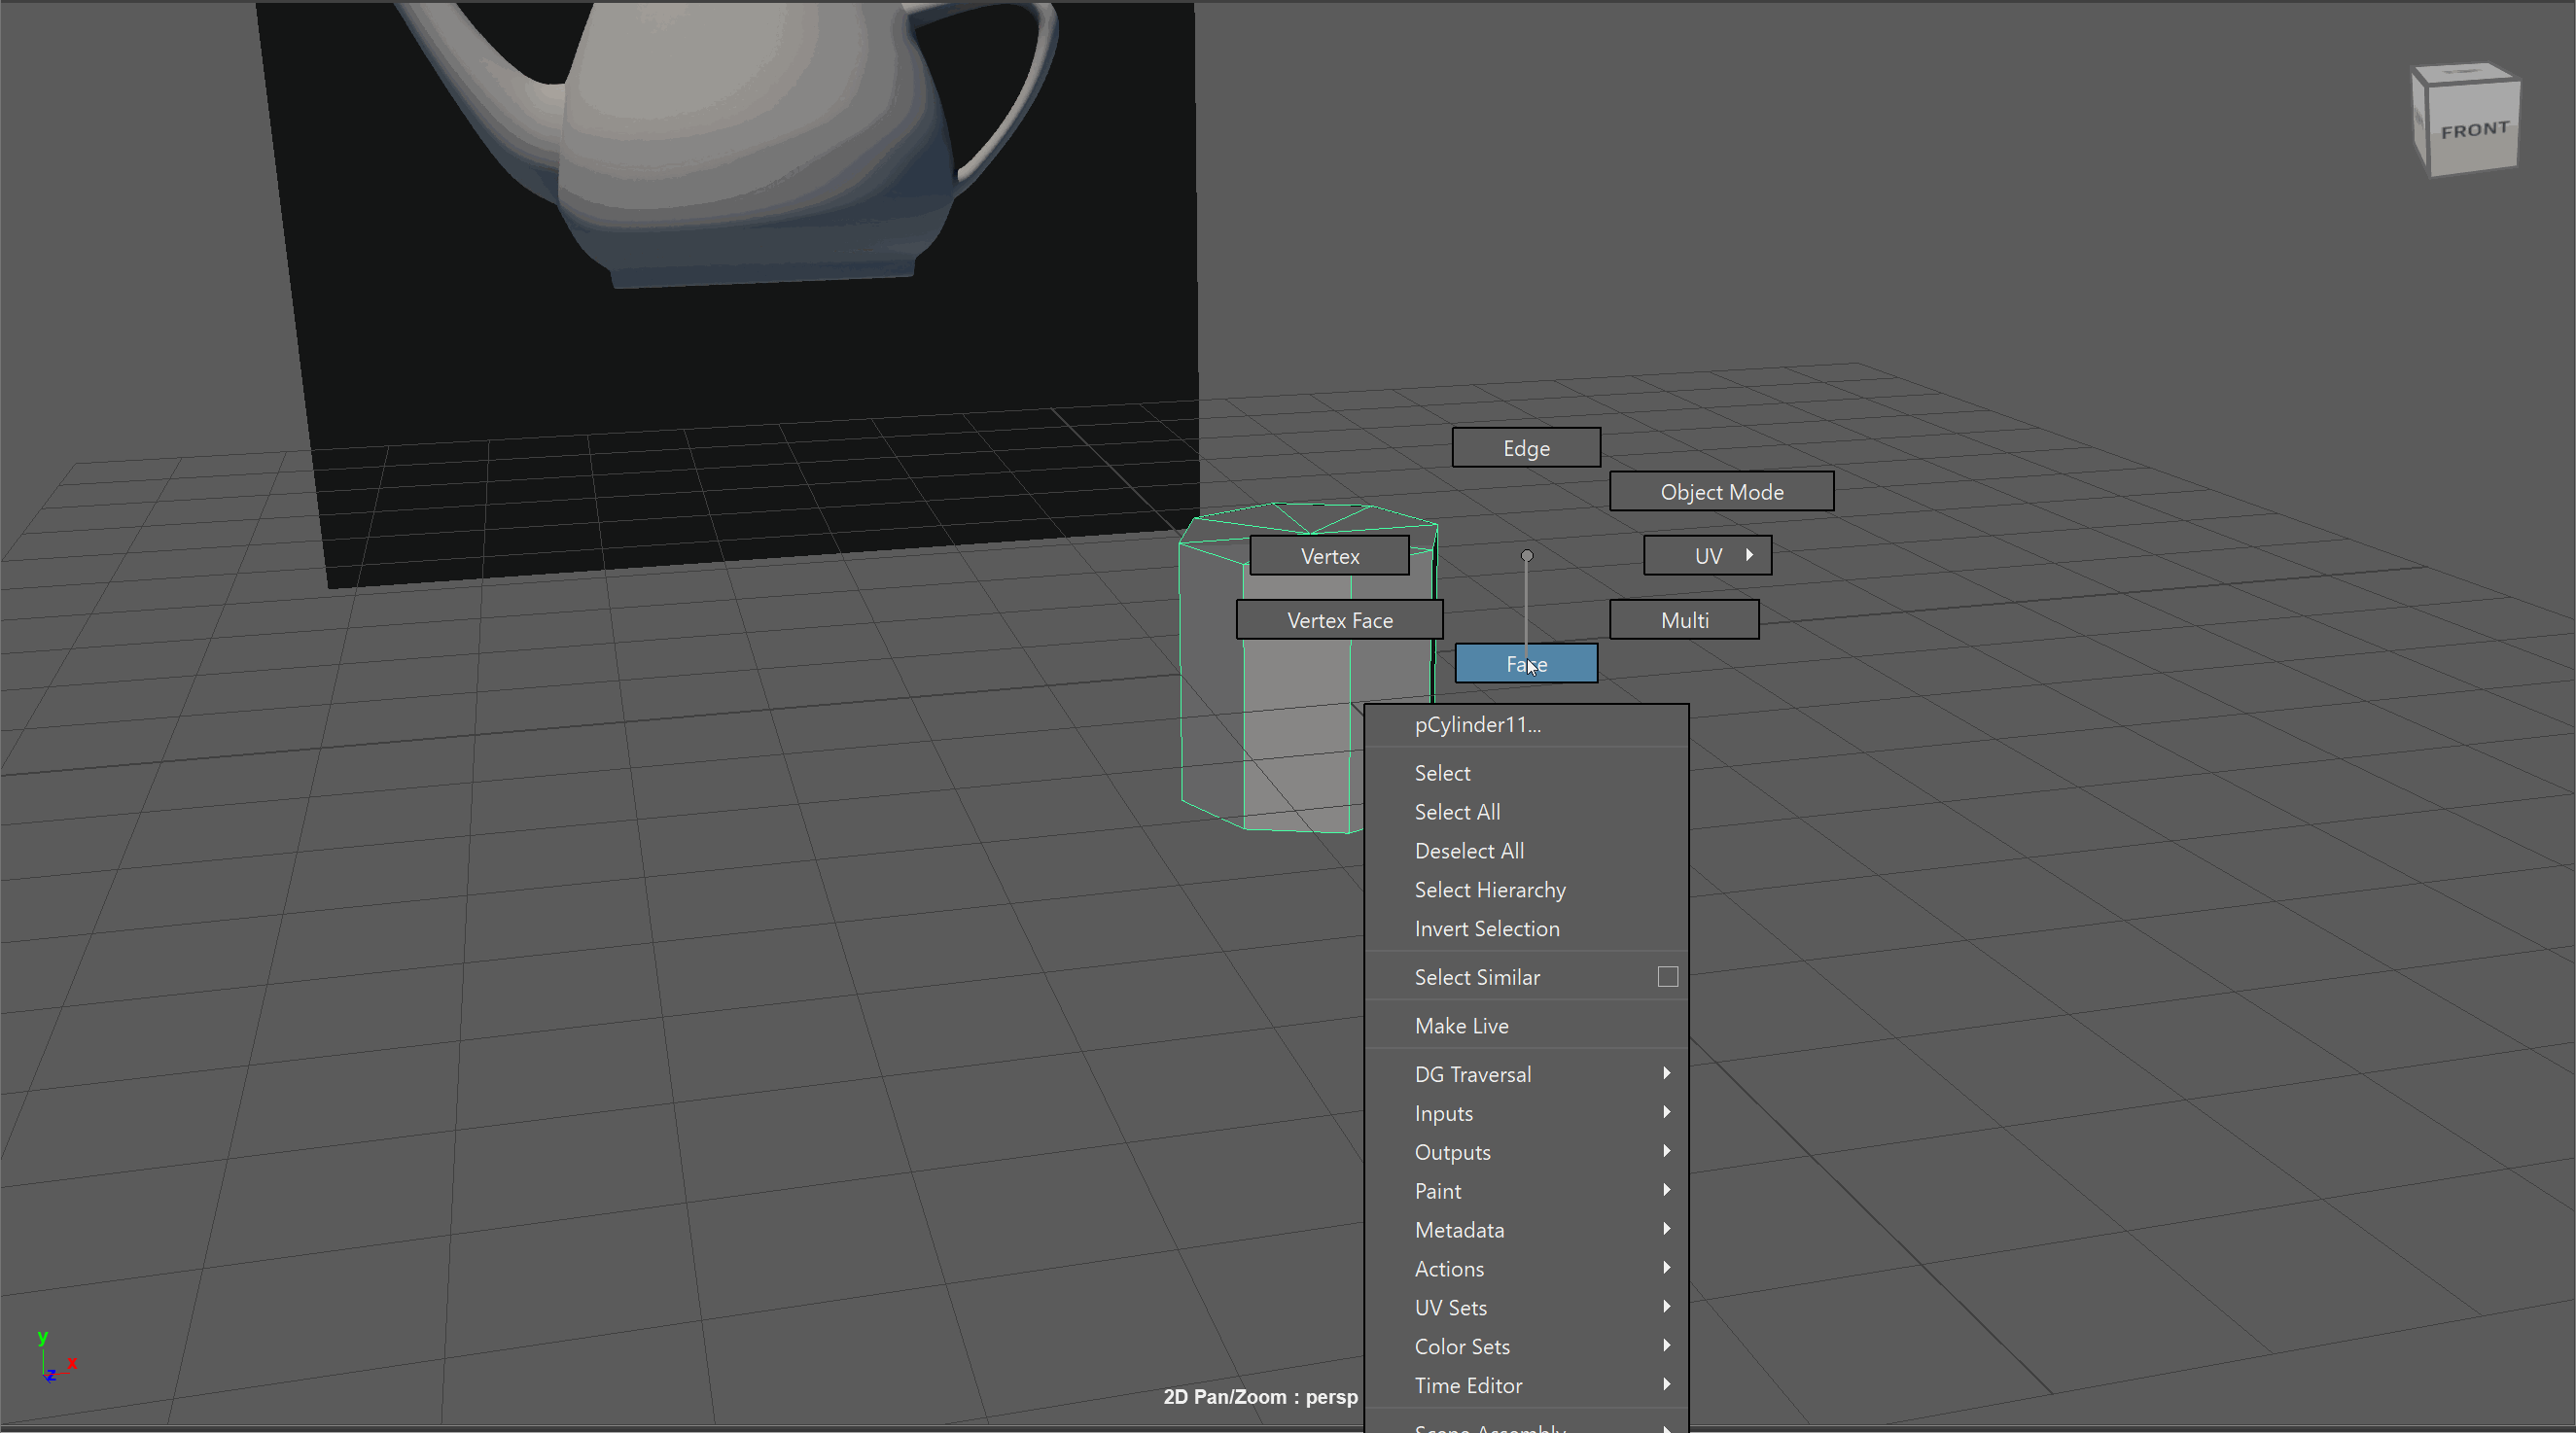 FRONT
Edge
Object Mode
Vertex
UV
Vertex Face
Multi
Face
pCylinder11...
Select
Select All
Deselect All
Select Hierarchy
Invert Selection
Select Similar
Make Live
DG Traversal
Inputs
Outputs
Paint
Metadata
Actions
UV Sets
Color Sets
Time Editor
Scene Assembly
y
x
z
2D Pan/Zoom : persp